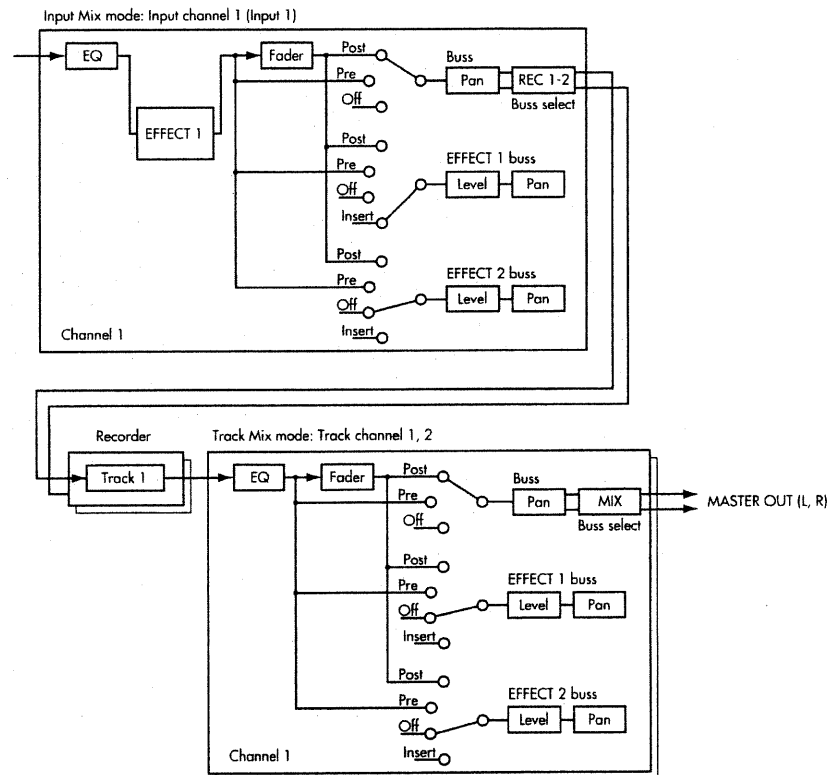 Input Mix mode: Input channel 1 (Input 1)
EQ
EFFECT 1
Fader
Post
Pre
Off
Buss
Pan
REC 1-2
Buss select
Post
Pre
Off
Insert
EFFECT 1 buss
Level
Pan
Post
Pre
Off
Insert
EFFECT 2 buss
Level
Pan
Channel 1
Recorder
Track 1
Track Mix mode: Track channel 1, 2
EQ
Fader
Post
Pre
Off
Buss
Pan
MIX
Buss select
MASTER OUT (L, R)
Post
Pre
Off
Insert
EFFECT 1 buss
Level
Pan
Post
Pre
Off
Insert
EFFECT 2 buss
Level
Pan
Channel 1